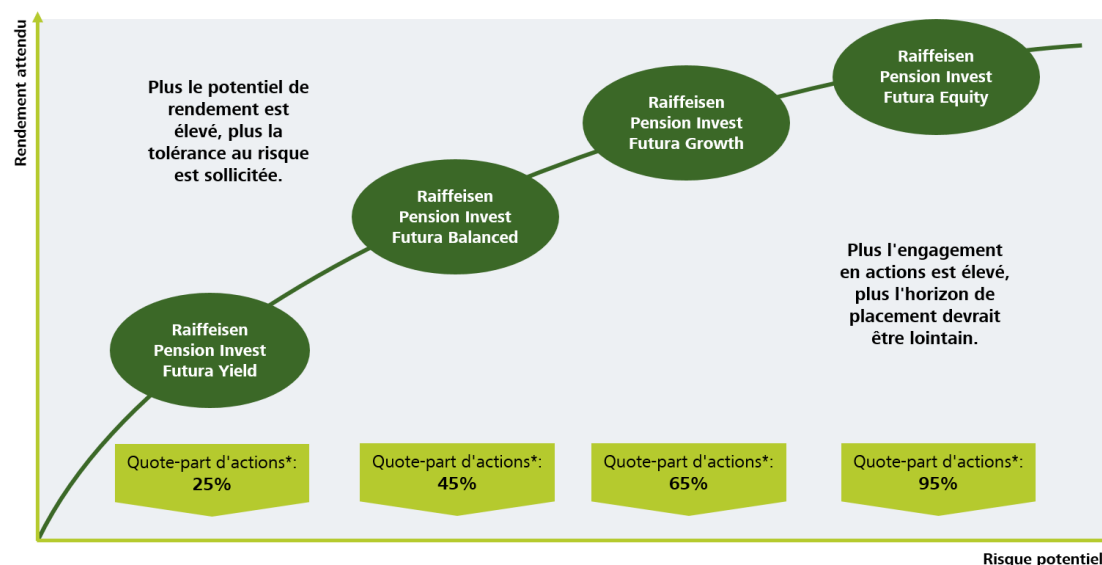 Rendement attendu
Plus le potentiel de
rendement est
élevé, plus la
tolérance au risque
est sollicitée.
Raiffeisen
Pension Invest
Futura Yield
Raiffeisen
Pension Invest
Futura Balanced
Raiffeisen
Pension Invest
Futura Growth
Raiffeisen
Pension Invest
Futura Equity
Plus l'engagement
en actions est élevé,
plus l'horizon de
placement devrait
être lointain.
Quote-part d'actions*:
25%
Quote-part d'actions*:
45%
Quote-part d'actions*:
65%
Quote-part d'actions*:
95%
Risque potentiel